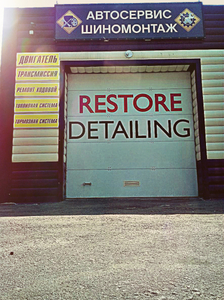 АВТОСЕРВИС
ШИНОМОНТАЖ
ДВИГАТЕЛЬ
ТРАНСМИССИЯ
РЕМОНТ ХОДОВОЙ
ТОПЛИВНАЯ СИСТЕМА
ТОРМОЗНАЯ СИСТЕМА
RESTORE
DETAILING